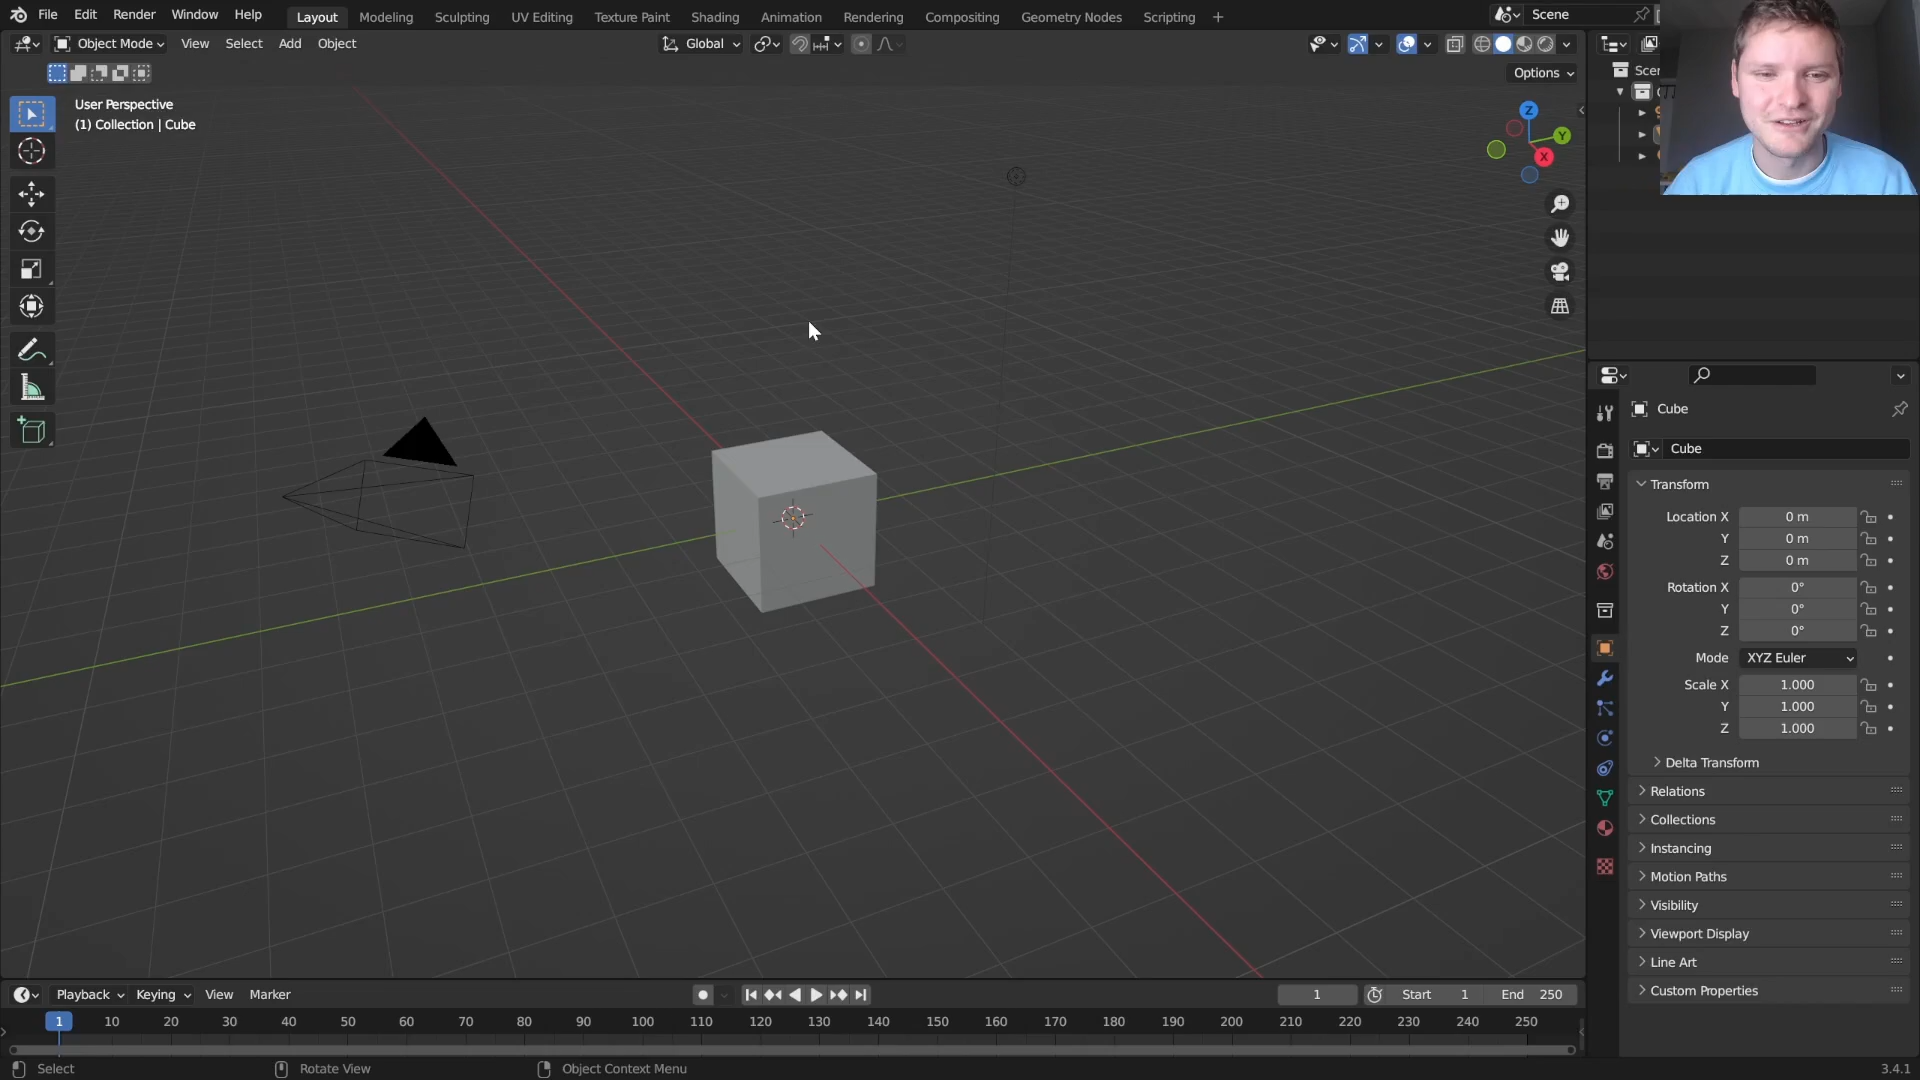 File Edit Render Window Help Layout Modeling Sculpting UV Editing Texture Paint Shading Animation Rendering Compositing Geometry Nodes Scripting + Scene
Object Mode View Select Add Object Global
Options
User Perspective
(1) Collection | Cube
Z
Y
X
Cube
Cube
Transform
Location X 0 m
Y 0 m
Z 0 m
Rotation X 0°
Y 0°
Z 0°
Mode XYZ Euler
Scale X 1.000
Y 1.000
Z 1.000
Delta Transform
Relations
Collections
Instancing
Motion Paths
Visibility
Viewport Display
Line Art
Custom Properties
Playback Keying View Marker 1 Start 1 End 250
1 10 20 30 40 50 60 70 80 90 100 110 120 130 140 150 160 170 180 190 200 210 220 230 240 250
Select Rotate View Object Context Menu 3.4.1